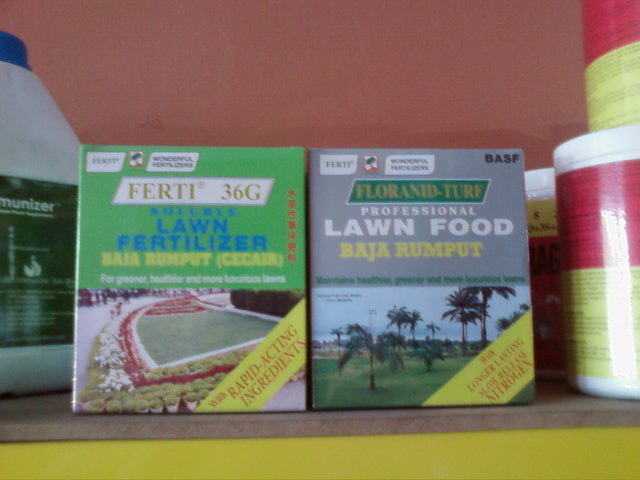 munizer
FERTI®
WONDERFUL
FERTILIZERS
FERTI® 36G
SOLUBLE
LAWN
FERTILIZER
BAJA RUMPUT (CECAIR)
For greener, healthier and more luxurious lawns
With RAPID-ACTING
INGREDIENTS
FERTI®
WONDERFUL
FERTILIZERS
BASF
FLORANID-TURF
PROFESSIONAL
LAWN FOOD
BAJA RUMPUT
Maintains healthier, greener and more luxurious lawns
With
LONGER LASTING
SLOW RELEASE
NITROGEN